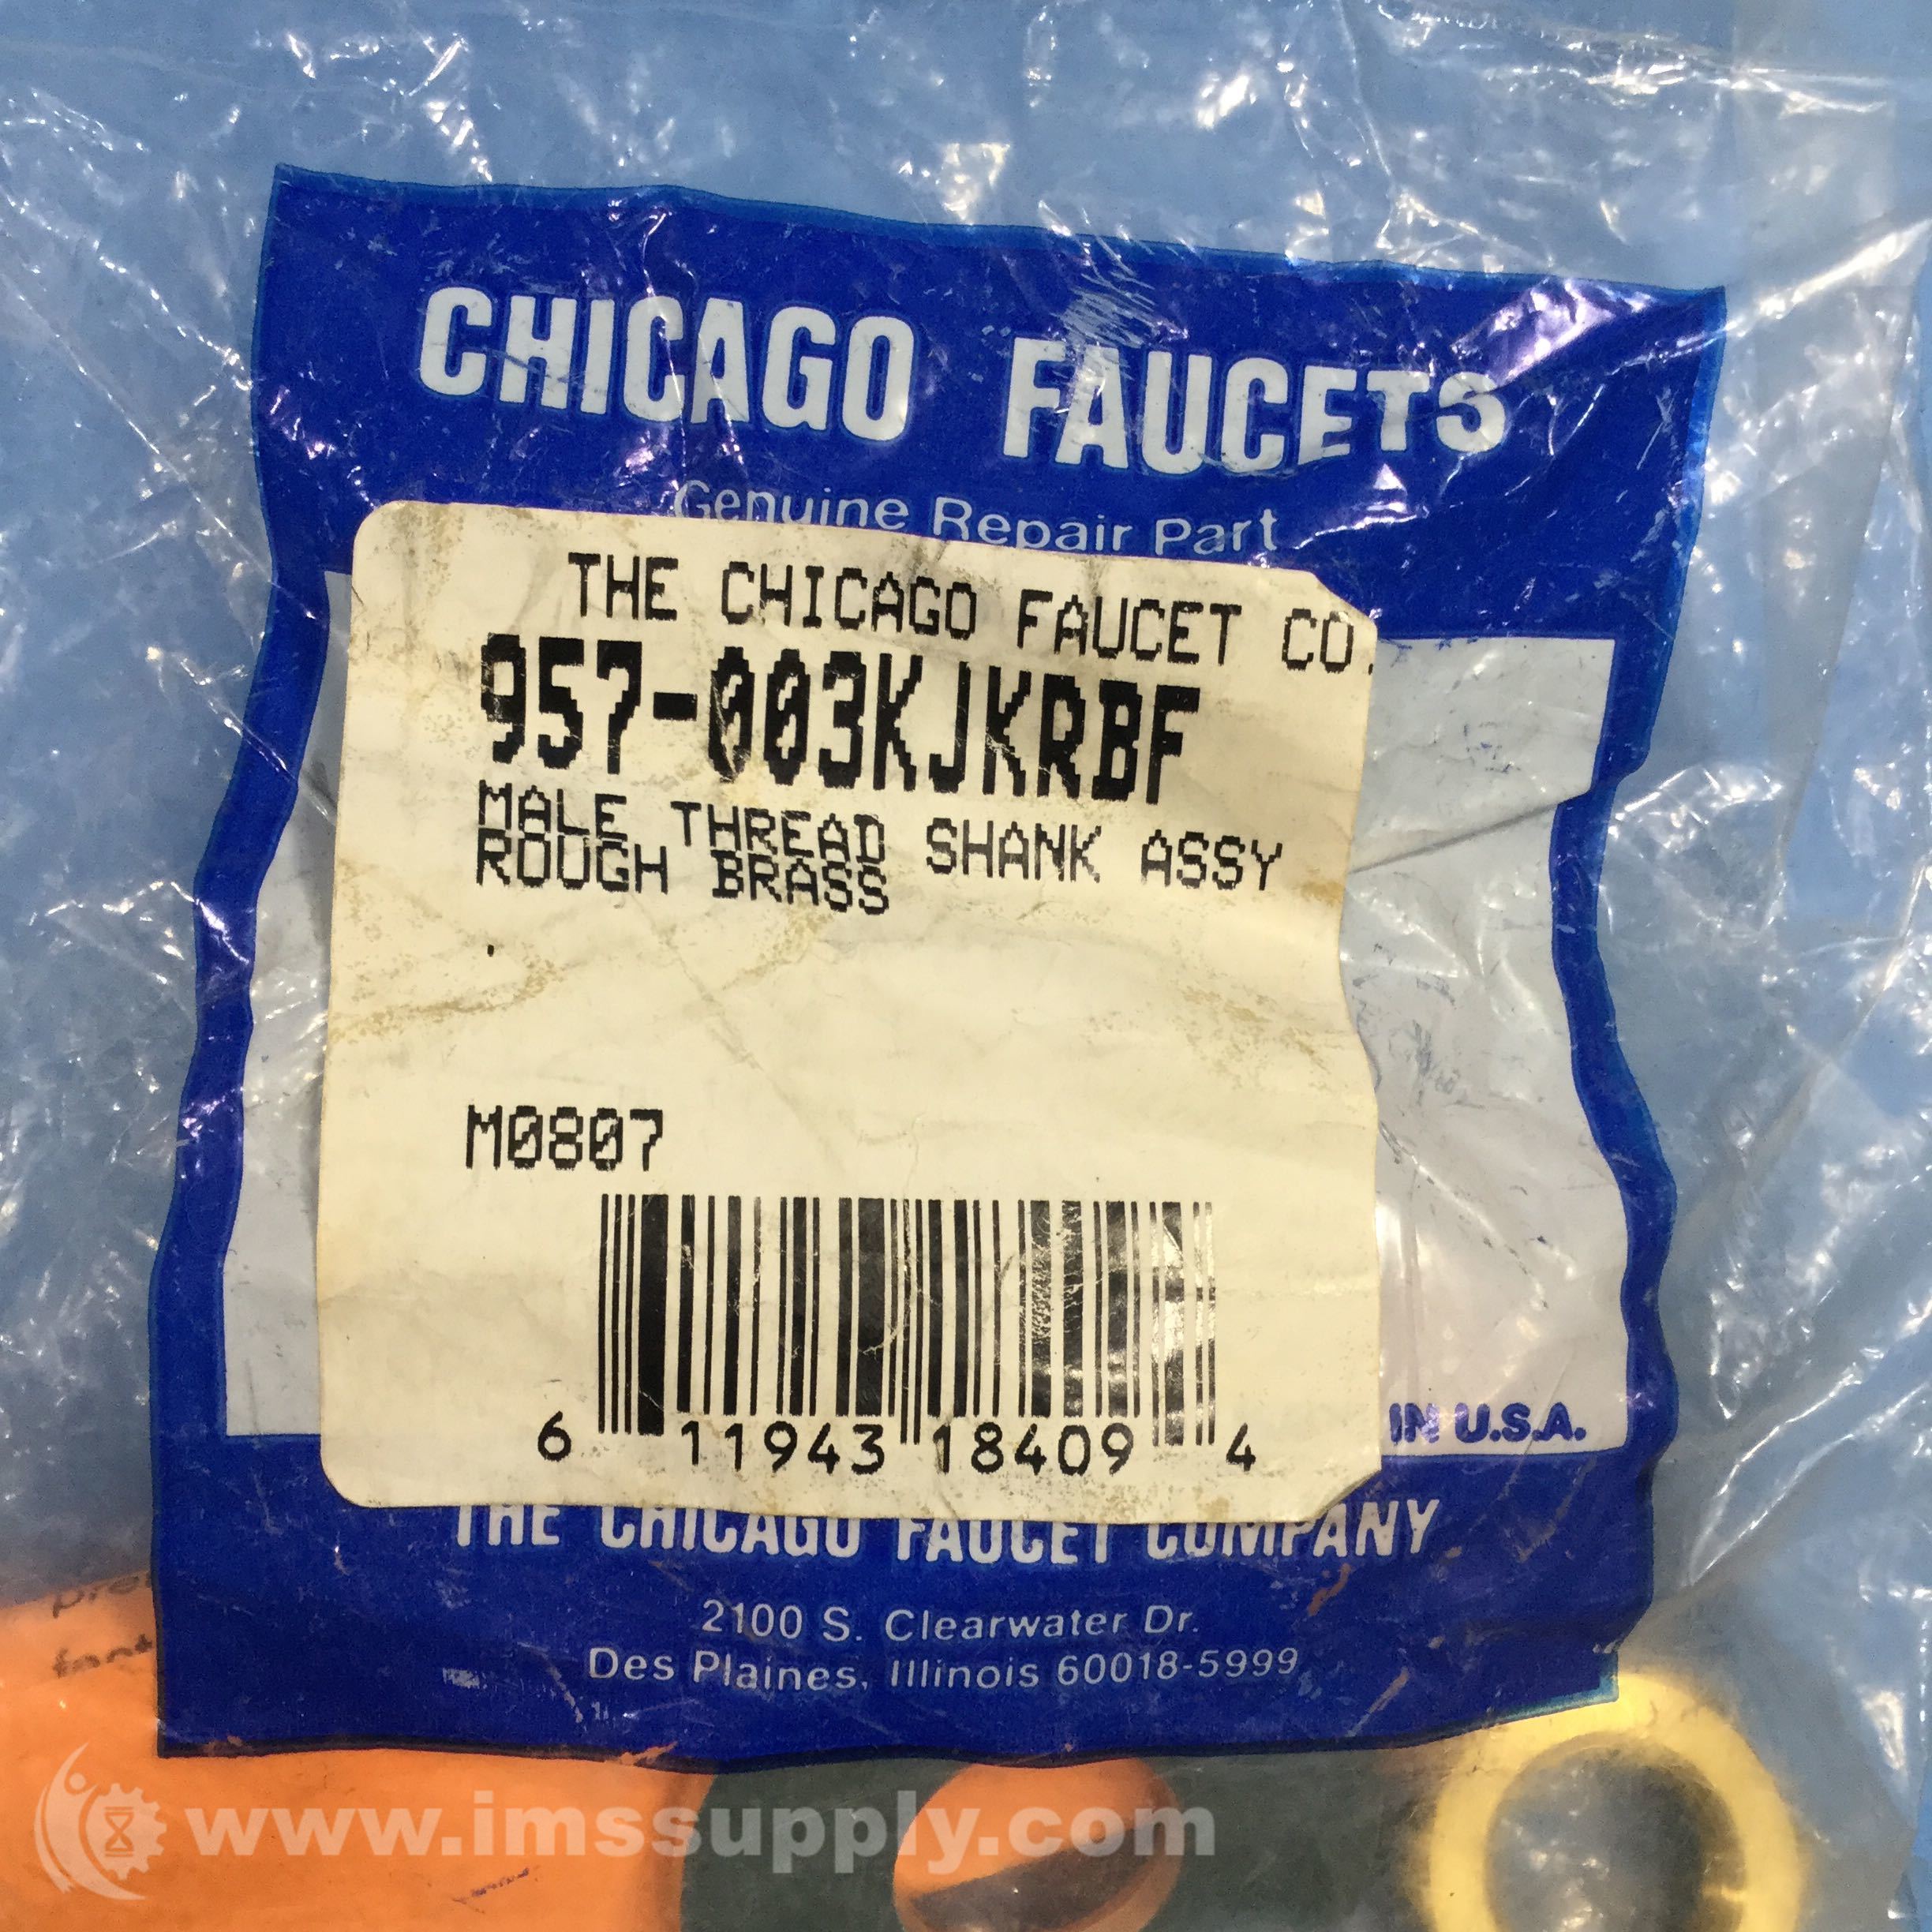 CHICAGO FAUCETS
Genuine Repair Part
THE CHICAGO FAUCET CO.
957-003KJKRBF
MALE THREAD SHANK ASSY
ROUGH BRASS
M0807
6 11943 18409 4
IN U.S.A.
THE CHICAGO FAUCET COMPANY
2100 S. Clearwater Dr.
Des Plaines, Illinois 60018-5999
www.imssupply.com